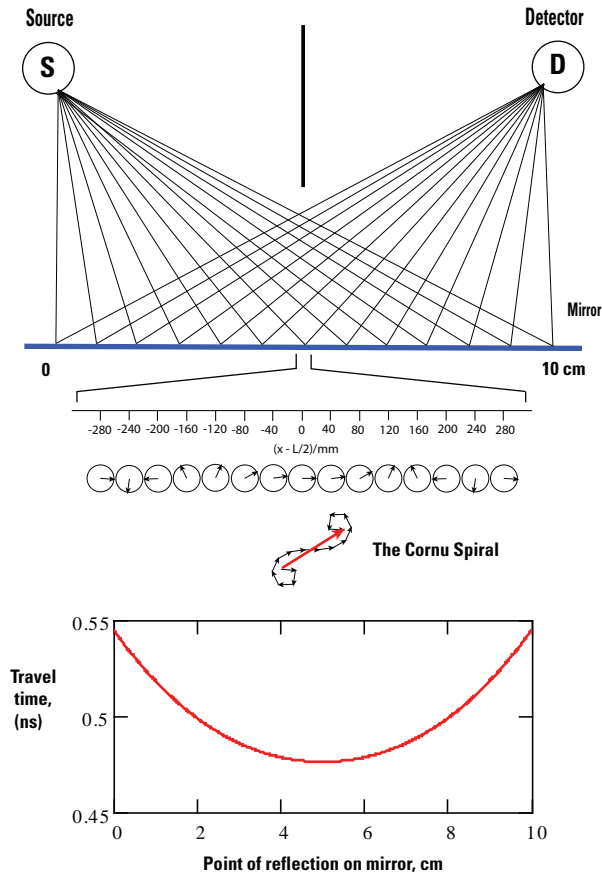 Source Detector
S D
Mirror
0 10 cm
-280 -240 -200 -160 -120 -80 -40 0 40 80 120 160 200 240 280
(x - L/2)/mm
The Cornu Spiral
0.55
Travel
time,
(ns)
0.5
0.45
0 2 4 6 8 10
Point of reflection on mirror, cm